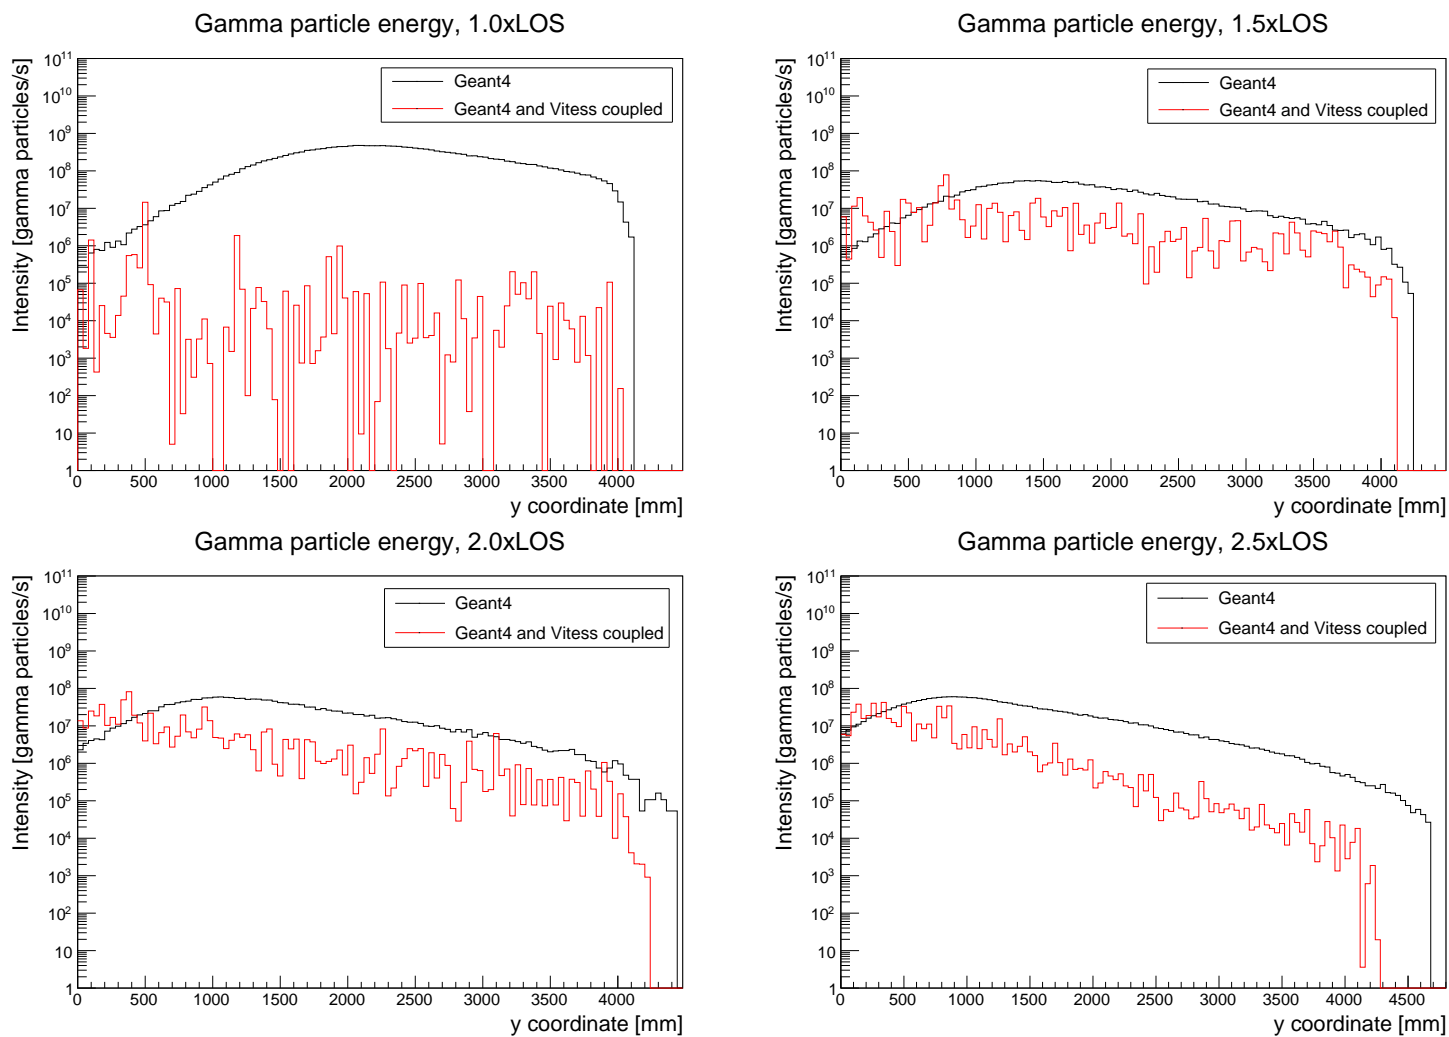 Gamma particle energy, 1.0xLOS
Intensity [gamma particles/s]
10^11
10^10
10^9
10^8
10^7
10^6
10^5
10^4
10^3
10^2
10
1
Geant4
Geant4 and Vitess coupled
0 500 1000 1500 2000 2500 3000 3500 4000
y coordinate [mm]
Gamma particle energy, 1.5xLOS
Intensity [gamma particles/s]
10^11
10^10
10^9
10^8
10^7
10^6
10^5
10^4
10^3
10^2
10
1
Geant4
Geant4 and Vitess coupled
0 500 1000 1500 2000 2500 3000 3500 4000
y coordinate [mm]
Gamma particle energy, 2.0xLOS
Intensity [gamma particles/s]
10^11
10^10
10^9
10^8
10^7
10^6
10^5
10^4
10^3
10^2
10
1
Geant4
Geant4 and Vitess coupled
0 500 1000 1500 2000 2500 3000 3500 4000
y coordinate [mm]
Gamma particle energy, 2.5xLOS
Intensity [gamma particles/s]
10^11
10^10
10^9
10^8
10^7
10^6
10^5
10^4
10^3
10^2
10
1
Geant4
Geant4 and Vitess coupled
0 500 1000 1500 2000 2500 3000 3500 4000 4500
y coordinate [mm]